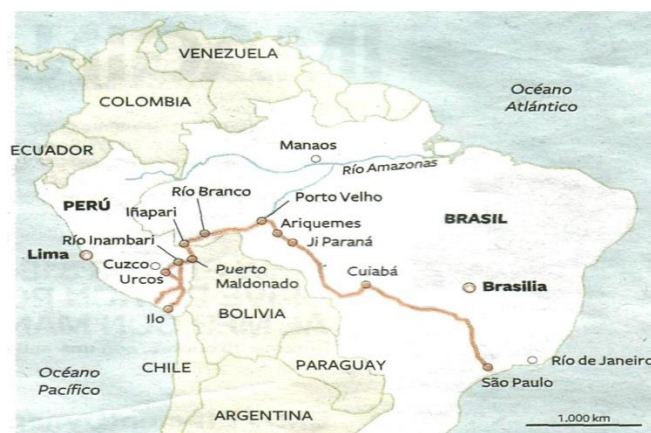 VENEZUELA
COLOMBIA
Océano
Atlántico
ECUADOR
Manaos
Río Amazonas
Río Branco
Porto Velho
PERÚ
Iñapari
Ariquemes
BRASIL
Río Inambari
Ji Paraná
Lima
Cuzco
Urcos
Puerto
Maldonado
Cuiabá
Brasilia
BOLIVIA
Ilo
Océano
Pacífico
CHILE
PARAGUAY
Río de Janeiro
São Paulo
ARGENTINA
1.000 km